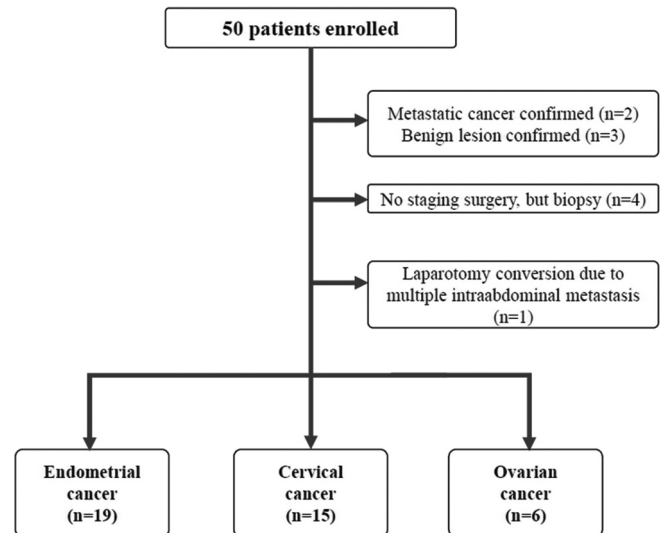 50 patients enrolled
Metastatic cancer confirmed (n=2)
Benign lesion confirmed (n=3)
No staging surgery, but biopsy (n=4)
Laparotomy conversion due to
multiple intraabdominal metastasis
(n=1)
Endometrial
cancer
(n=19)
Cervical
cancer
(n=15)
Ovarian
cancer
(n=6)